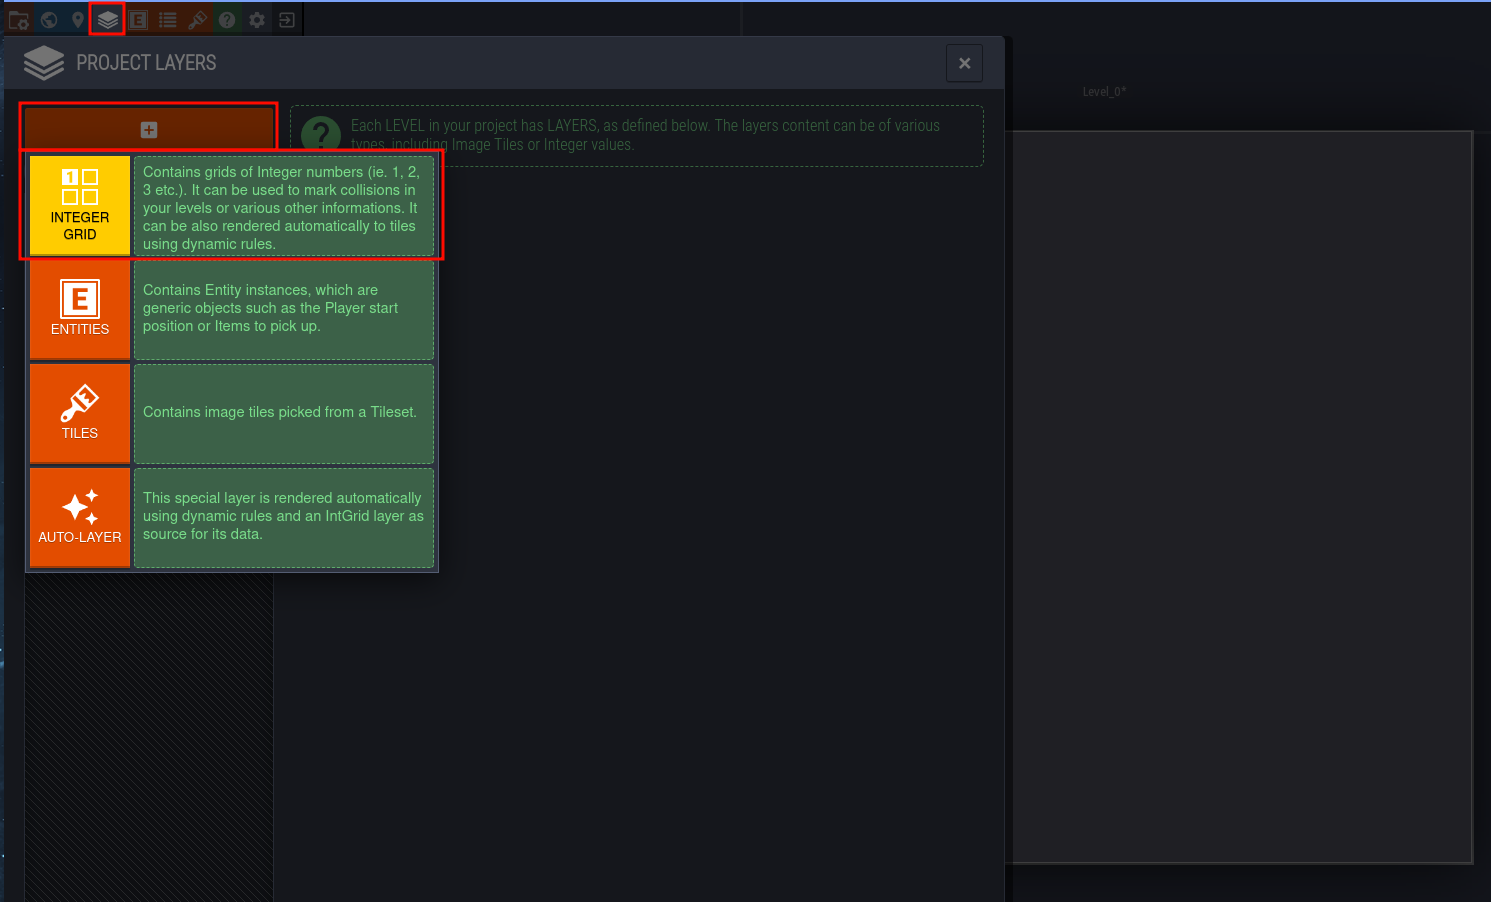 E
?
PROJECT LAYERS
Level_0*
?
Each LEVEL in your project has LAYERS, as defined below. The layers content can be of various
types, including Image Tiles or Integer values.
1
INTEGER
GRID
Contains grids of Integer numbers (ie. 1, 2,
3 etc.). It can be used to mark collisions in
your levels or various other informations. It
can be also rendered automatically to tiles
using dynamic rules.
E
ENTITIES
Contains Entity instances, which are
generic objects such as the Player start
position or Items to pick up.
TILES
Contains image tiles picked from a Tileset.
AUTO-LAYER
This special layer is rendered automatically
using dynamic rules and an IntGrid layer as
source for its data.